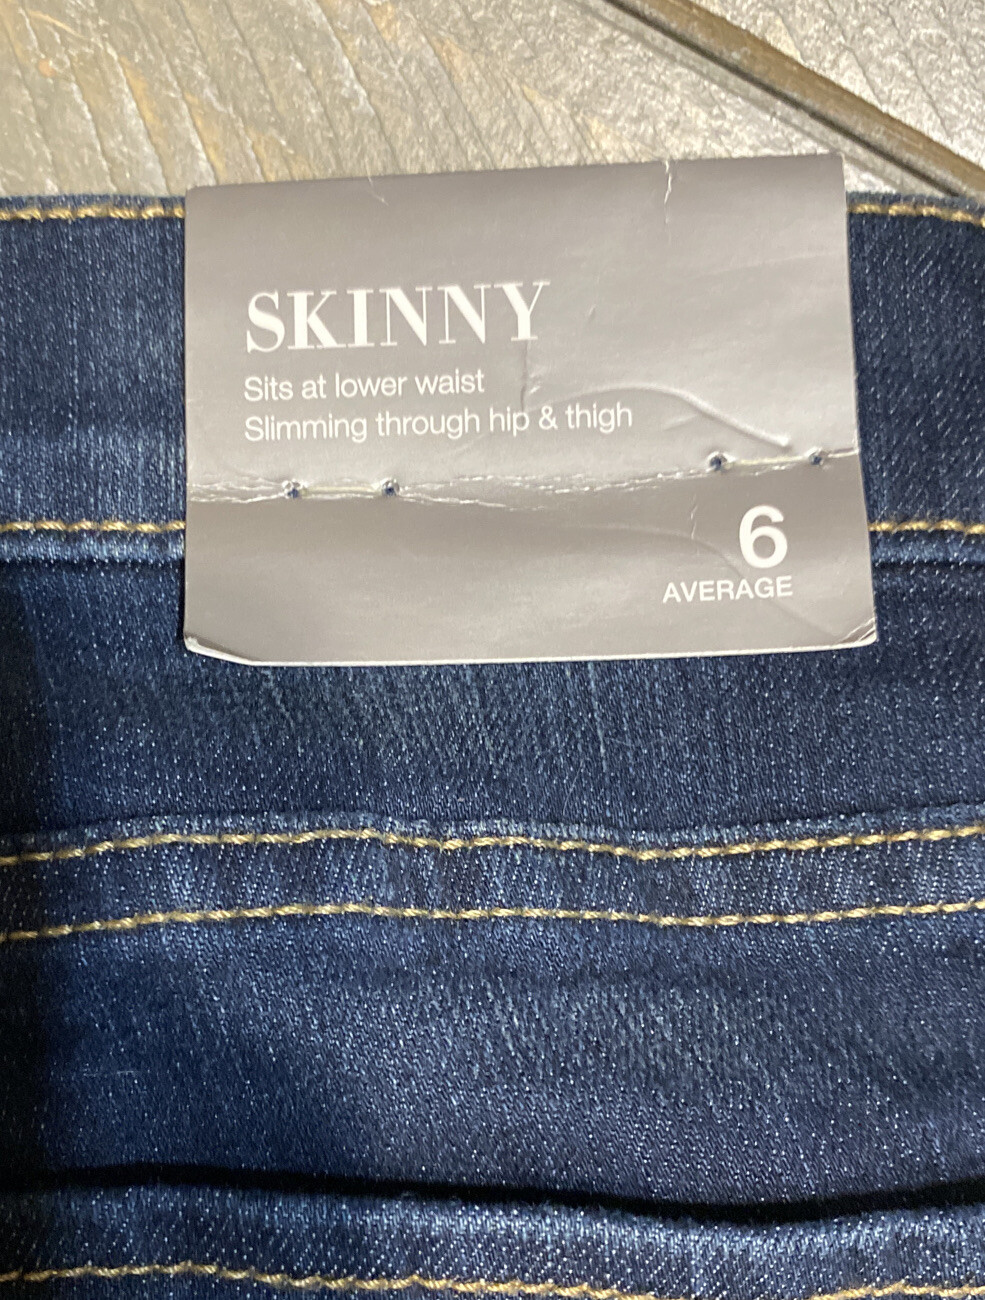 SKINNY
Sits at lower waist
Slimming through hip & thigh
6
AVERAGE